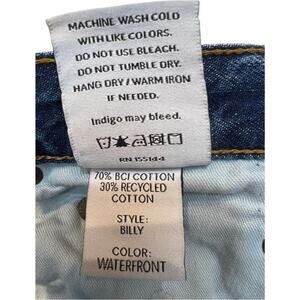 MACHINE WASH COLD
WITH LIKE COLORS.
DO NOT USE BLEACH.
DO NOT TUMBLE DRY.
HANG DRY / WARM IRON
IF NEEDED.
Indigo may bleed.
RN 155144
70% BCI COTTON
30% RECYCLED
COTTON
STYLE:
BILLY
COLOR:
WATERFRONT